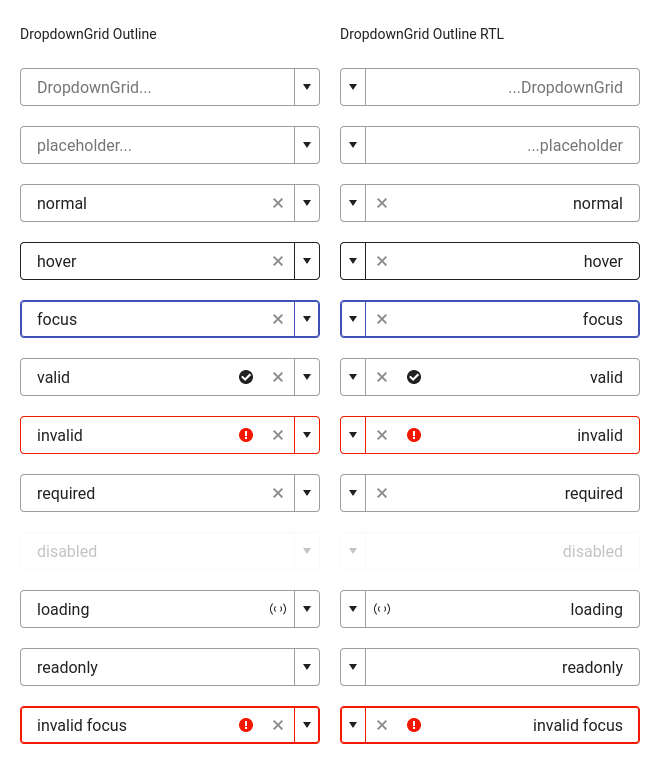 DropdownGrid Outline
DropdownGrid Outline RTL
DropdownGrid...
...DropdownGrid
placeholder...
...placeholder
normal
normal
hover
hover
focus
focus
valid
valid
invalid
invalid
required
required
disabled
disabled
loading
loading
readonly
readonly
invalid focus
invalid focus